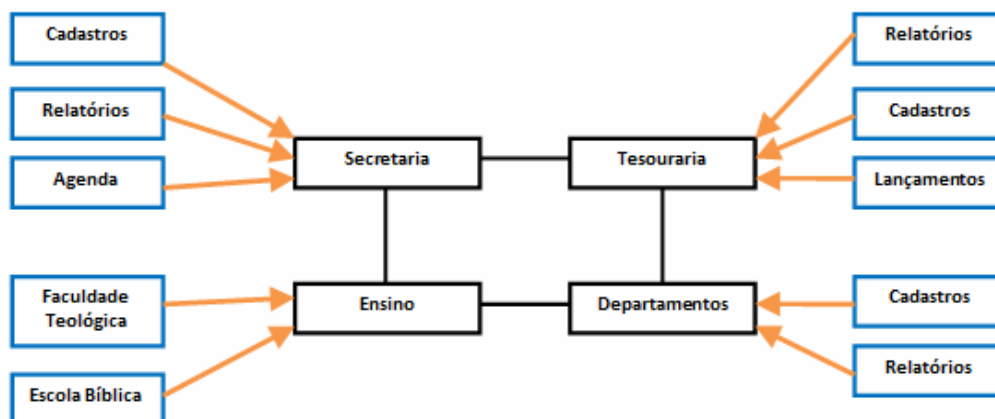 Cadastros
Relatórios
Relatórios
Cadastros
Secretaria
Tesouraria
Agenda
Lançamentos
Faculdade
Teológica
Ensino
Departamentos
Cadastros
Relatórios
Escola Bíblica